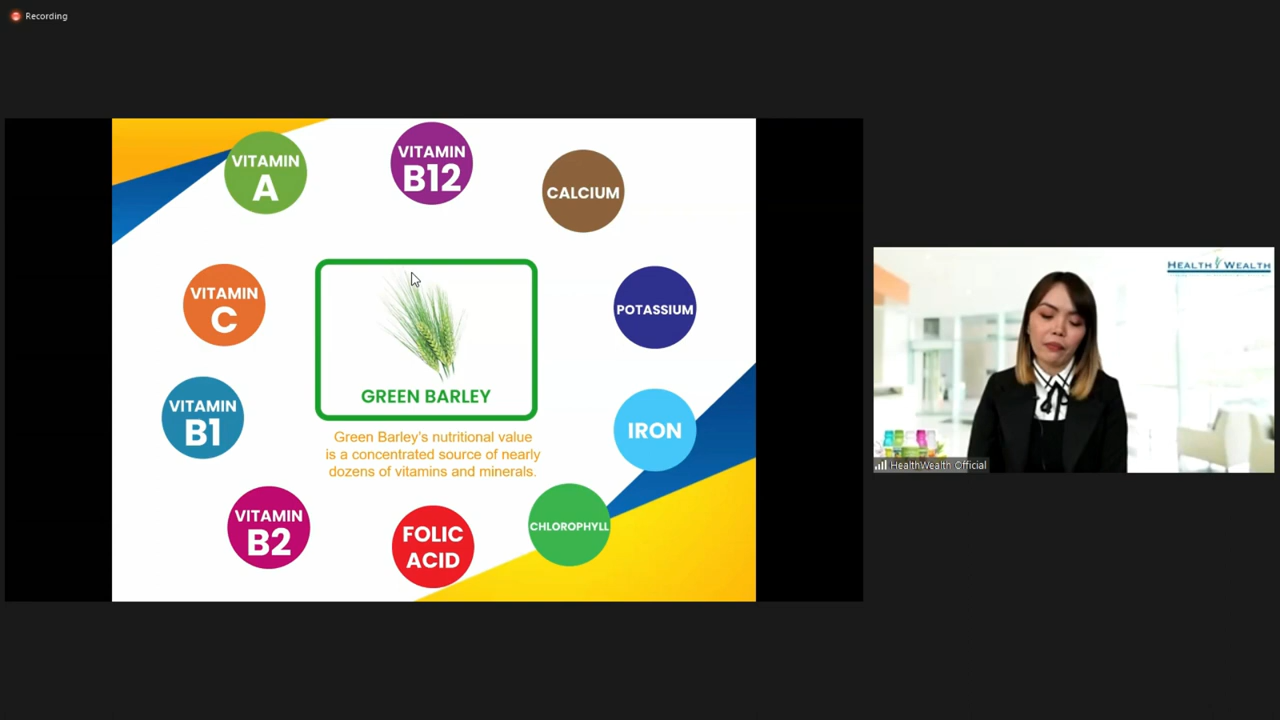 Recording
VITAMIN
A
VITAMIN
B12
CALCIUM
VITAMIN
C
POTASSIUM
VITAMIN
B1
GREEN BARLEY
Green Barley's nutritional value
is a concentrated source of nearly
dozens of vitamins and minerals.
IRON
VITAMIN
B2
FOLIC
ACID
CHLOROPHYLL
HEALTH WEALTH
HealthWealth Official